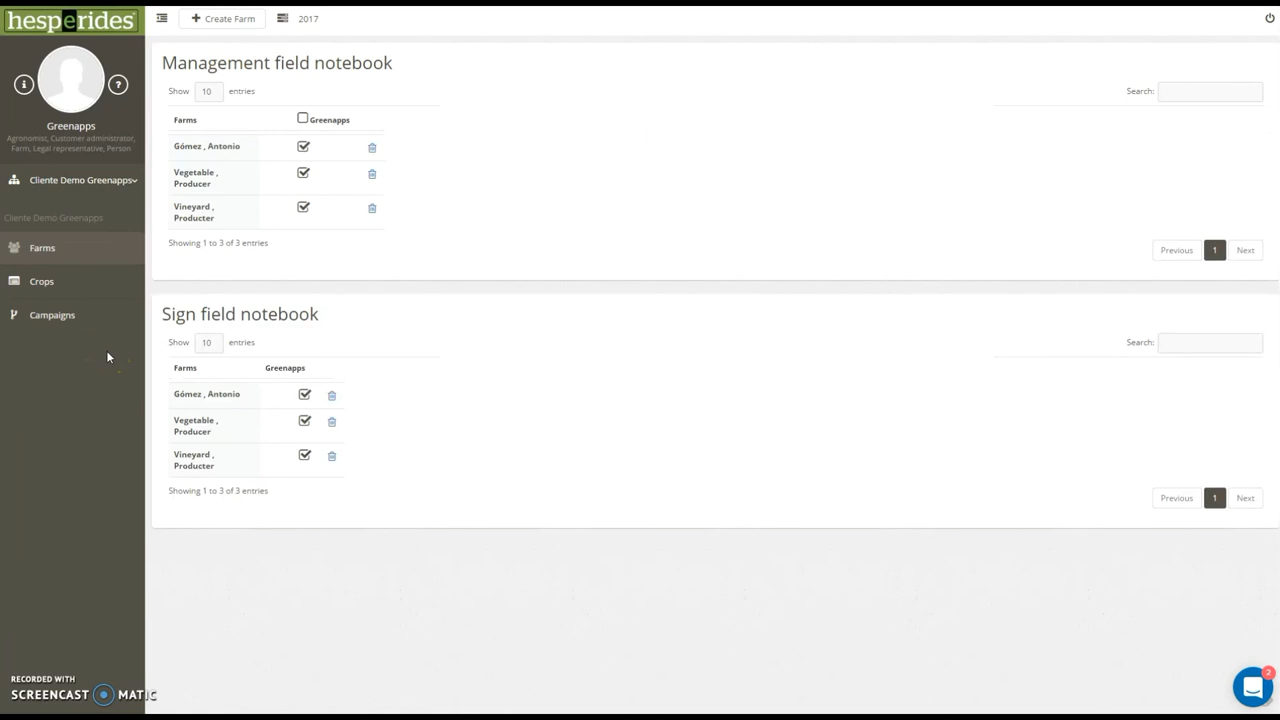 hesperides
Create Farm
2017
Greenapps
Agronomist, Customer administrator,
Farm, Legal representative, Person
Cliente Demo Greenapps
Cliente Demo Greenapps
Farms
Crops
Campaigns
Management field notebook
Show 10 entries
Search:
Farms Greenapps
Gómez , Antonio
Vegetable ,
Producer
Vineyard ,
Producter
Showing 1 to 3 of 3 entries
Previous 1 Next
Sign field notebook
Show 10 entries
Search:
Farms Greenapps
Gómez , Antonio
Vegetable ,
Producer
Vineyard ,
Producter
Showing 1 to 3 of 3 entries
Previous 1 Next
RECORDED WITH
SCREENCAST MATIC
2